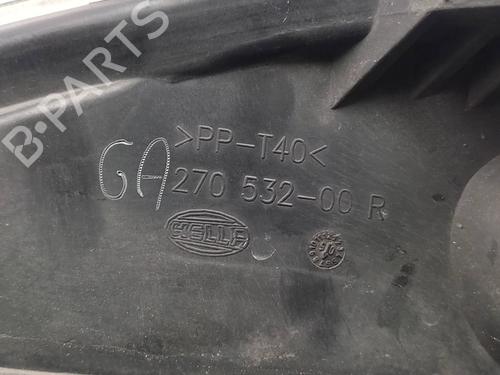 >PP-T40<
GA 270 532-00 R
HELLA
B-PARTS